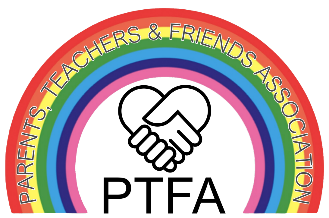 PARENTS, TEACHERS & FRIENDS ASSOCIATION
PTFA